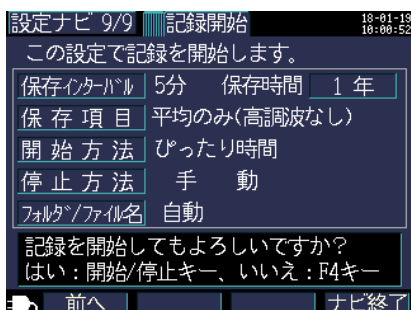 設定ナビ 9/9 記録開始 18-01-19
10:00:52
この設定で記録を開始します。
保存ｲﾝﾀｰﾊﾞﾙ 5分 保存時間 1 年
保存項目 平均のみ(高調波なし)
開始方法 ぴったり時間
停止方法 手 動
ﾌｫﾙﾀﾞ/ﾌｧｲﾙ名 自動
記録を開始してもよろしいですか?
はい:開始/停止キー、いいえ:F4キー
前へ ナビ終了